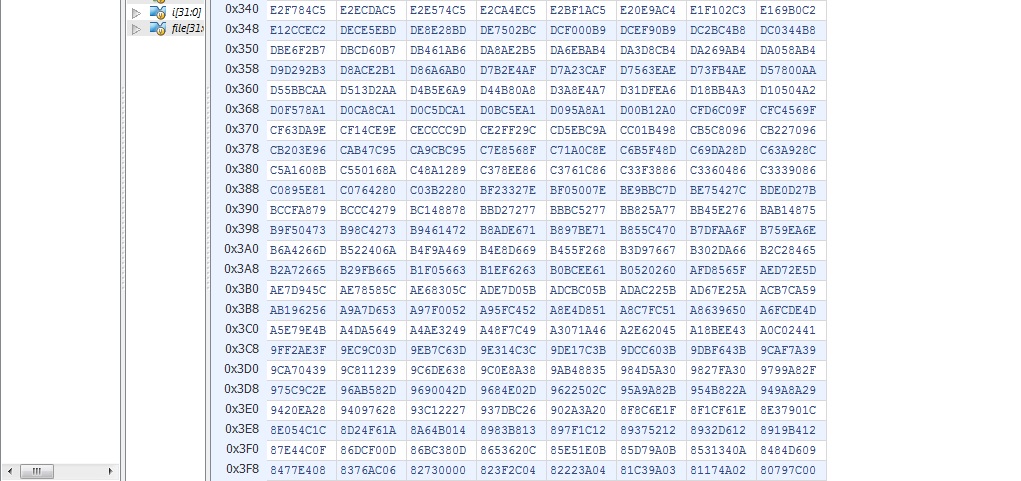 i[31:0]
file[31:
0x340 E2F784C5 E2ECDAC5 E2E574C5 E2CA4EC5 E2BF1AC5 E20E9AC4 E1F102C3 E169B0C2
0x348 E12CCEC2 DECE5EBD DE8E28BD DE7502BC DCF000B9 DCEF90B9 DC2BC4B8 DC0344B8
0x350 DBE6F2B7 DBCD60B7 DB461AB6 DA8AE2B5 DA6EBAB4 DA3D8CB4 DA269AB4 DA058AB4
0x358 D9D292B3 D8ACE2B1 D86A6AB0 D7B2E4AF D7A23CAF D7563EAE D73FB4AE D57800AA
0x360 D55BBCAA D513D2AA D4B5E6A9 D44B80A8 D3A8E4A7 D31DFEA6 D18BB4A3 D10504A2
0x368 D0F578A1 D0CA8CA1 D0C5DCA1 D0BC5EA1 D095A8A1 D00B12A0 CFD6C09F CFC4569F
0x370 CF63DA9E CF14CE9E CECCCC9D CE2FF29C CD5EBC9A CC01B498 CB5C8096 CB227096
0x378 CB203E96 CAB47C95 CA9CBC95 C7E8568F C71A0C8E C6B5F48D C69DA28D C63A928C
0x380 C5A1608B C550168A C48A1289 C378EE86 C3761C86 C33F3886 C3360486 C3339086
0x388 C0895E81 C0764280 C03B2280 BF23327E BF05007E BE9BBC7D BE75427C BDE0D27B
0x390 BCCFA879 BCCC4279 BC148878 BBD27277 BBBC5277 BB825A77 BB45E276 BAB14875
0x398 B9F50473 B98C4273 B9461472 B8ADE671 B897BE71 B855C470 B7DFAA6F B759EA6E
0x3A0 B6A4266D B522406A B4F9A469 B4E8D669 B455F268 B3D97667 B302DA66 B2C28465
0x3A8 B2A72665 B29FB665 B1F05663 B1EF6263 B0BCEE61 B0520260 AFD8565F AED72E5D
0x3B0 AE7D945C AE78585C AE68305C ADE7D05B ADCBC05B ADAC225B AD67E25A ACB7CA59
0x3B8 AB196256 A9A7D653 A97F0052 A95FC452 A8E4D851 A8C7FC51 A8639650 A6FCDE4D
0x3C0 A5E79E4B A4DA5649 A4AE3249 A48F7C49 A3071A46 A2E62045 A18BEE43 A0C02441
0x3C8 9FF2AE3F 9EC9C03D 9EB7C63D 9E314C3C 9DE17C3B 9DCC603B 9DBF643B 9CAF7A39
0x3D0 9CA70439 9C811239 9C6DE638 9C0E8A38 9AB48835 984D5A30 9827FA30 9799A82F
0x3D8 975C9C2E 96AB582D 9690042D 9684E02D 9622502C 95A9A82B 954B822A 949A8A29
0x3E0 9420EA28 94097628 93C12227 937DBC26 902A3A20 8F8C6E1F 8F1CF61E 8E37901C
0x3E8 8E054C1C 8D24F61A 8A64B014 8983B813 897F1C12 89375212 8932D612 8919B412
0x3F0 87E44C0F 86DCF00D 86BC380D 8653620C 85E51E0B 85D79A0B 8531340A 8484D609
0x3F8 8477E408 8376AC06 82730000 823F2C04 82223A04 81C39A03 81174A02 80797C00